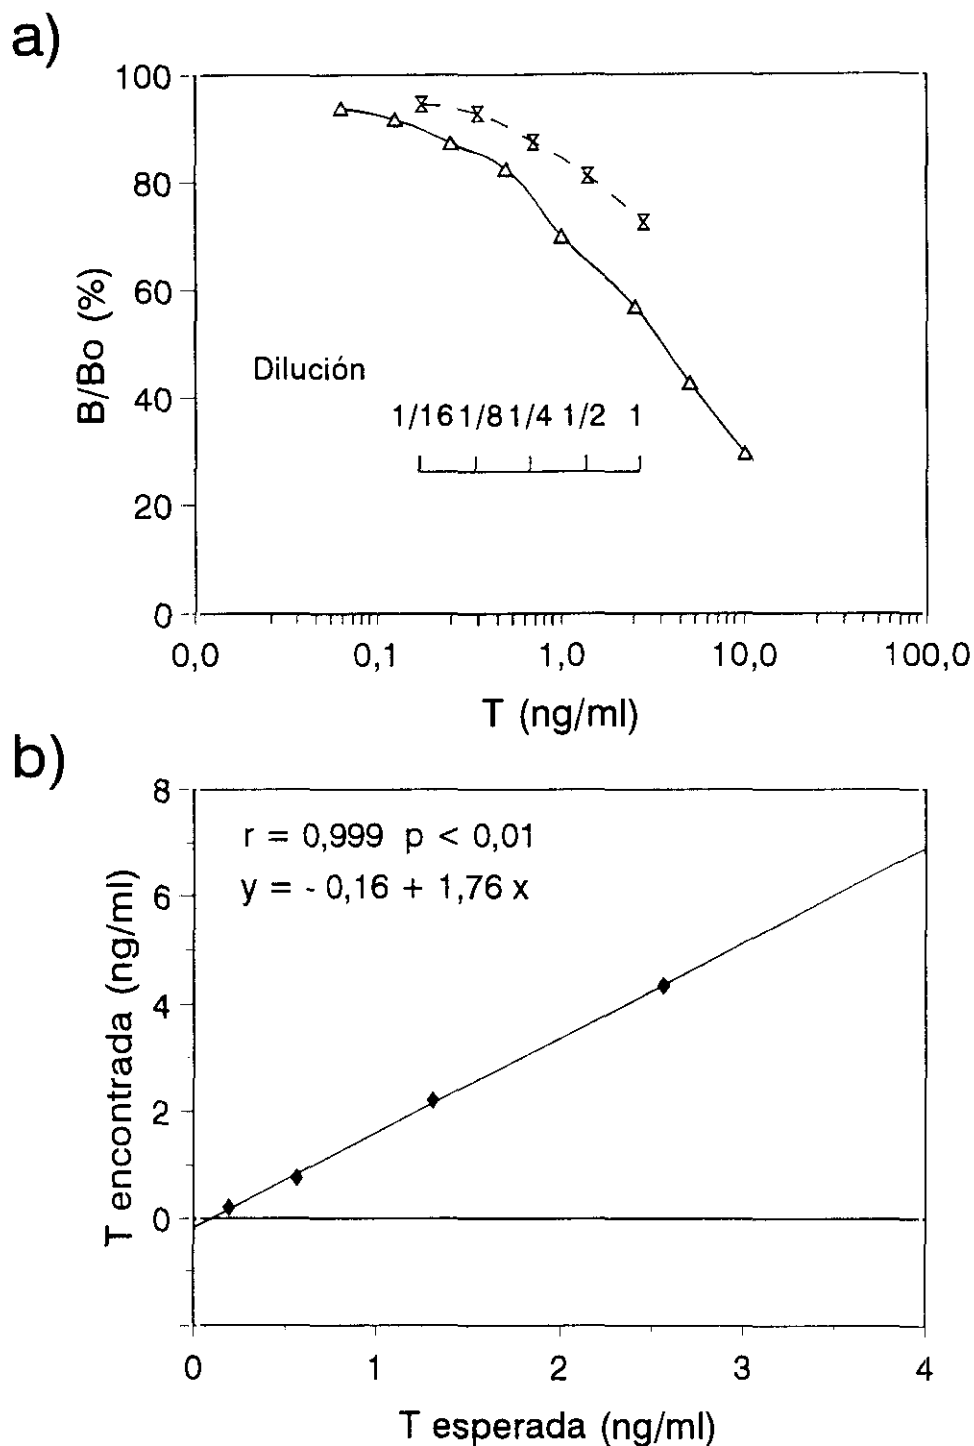 a)
100
80
60
40
20
0
B/Bo (%)
Dilución
1/16 1/8 1/4 1/2 1
0,0 0,1 1,0 10,0 100,0
T (ng/ml)
b)
8
6
4
2
0
T encontrada (ng/ml)
r = 0,999 p < 0,01
y = - 0,16 + 1,76 x
0 1 2 3 4
T esperada (ng/ml)